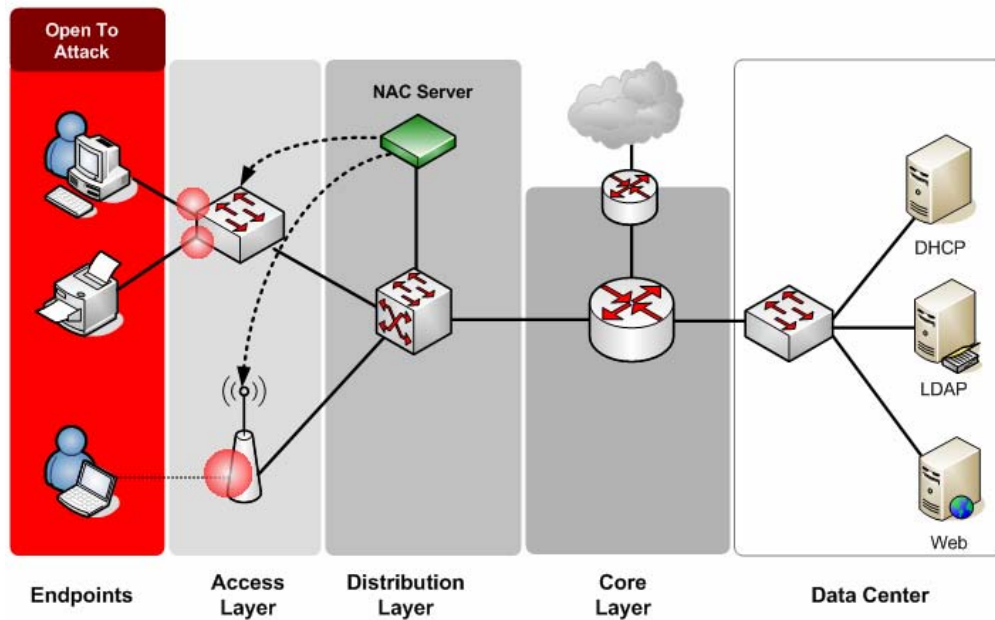 Open To
Attack
NAC Server
DHCP
LDAP
Web
Endpoints
Access
Layer
Distribution
Layer
Core
Layer
Data Center